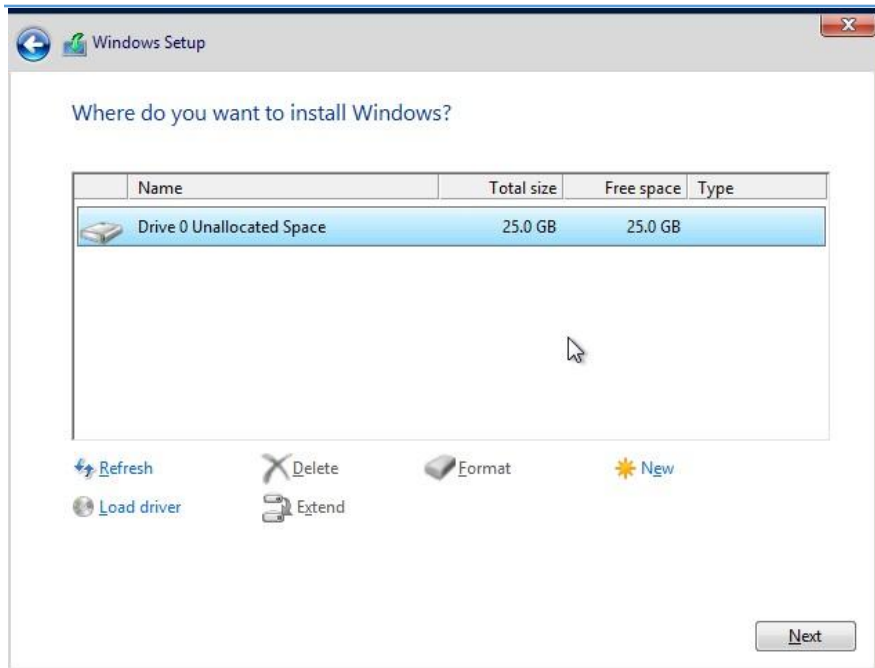 Windows Setup
Where do you want to install Windows?
Name Total size Free space Type
Drive 0 Unallocated Space 25.0 GB 25.0 GB
Refresh Delete Format New
Load driver Extend
Next